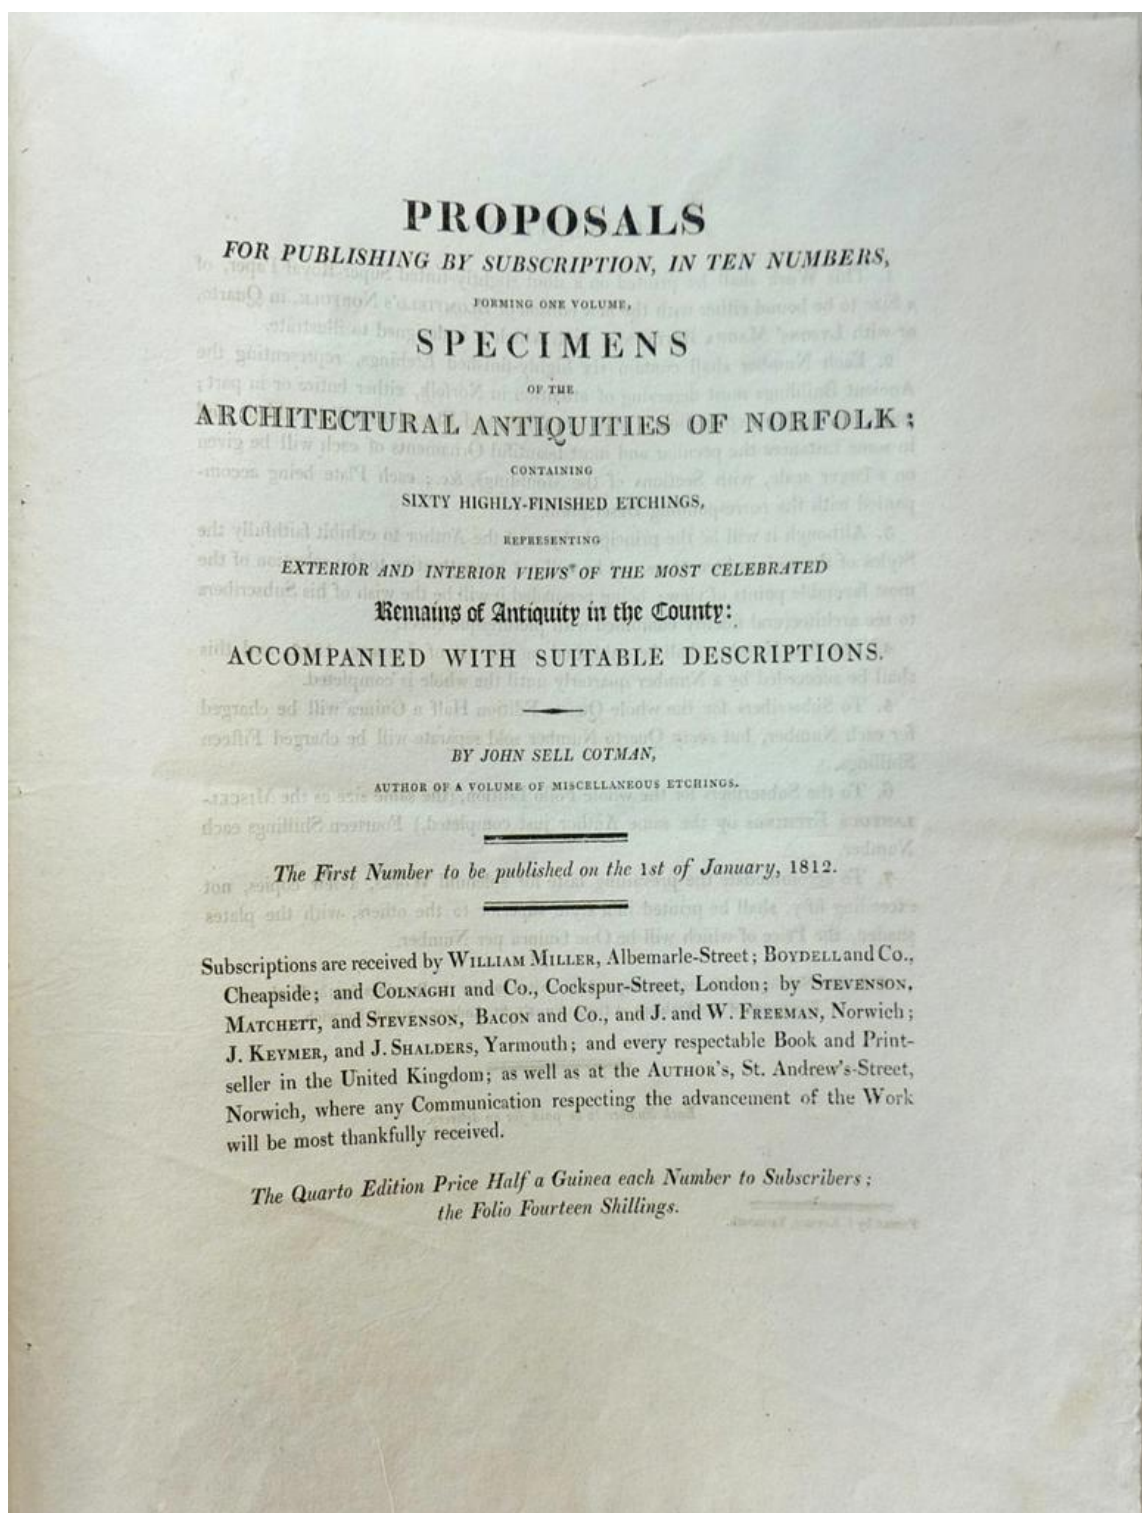 PROPOSALS
FOR PUBLISHING BY SUBSCRIPTION, IN TEN NUMBERS,
FORMING ONE VOLUME,
SPECIMENS
OF THE
ARCHITECTURAL ANTIQUITIES OF NORFOLK;
CONTAINING
SIXTY HIGHLY-FINISHED ETCHINGS,
REPRESENTING
EXTERIOR AND INTERIOR VIEWS OF THE MOST CELEBRATED
Remains of Antiquity in the County:
ACCOMPANIED WITH SUITABLE DESCRIPTIONS.
BY JOHN SELL COTMAN,
AUTHOR OF A VOLUME OF MISCELLANEOUS ETCHINGS.
The First Number to be published on the 1st of January, 1812.
Subscriptions are received by WILLIAM MILLER, Albemarle-Street; BOYDELL and Co.,
Cheapside; and COLNAGHI and Co., Cockspur-Street, London; by STEVENSON,
MATCHETT, and STEVENSON, BACON and Co., and J. and W. FREEMAN, Norwich;
J. KEYMER, and J. SHALDERS, Yarmouth; and every respectable Book and Print-
seller in the United Kingdom; as well as at the AUTHOR's, St. Andrew's-Street,
Norwich, where any Communication respecting the advancement of the Work
will be most thankfully received.
The Quarto Edition Price Half a Guinea each Number to Subscribers;
the Folio Fourteen Shillings.